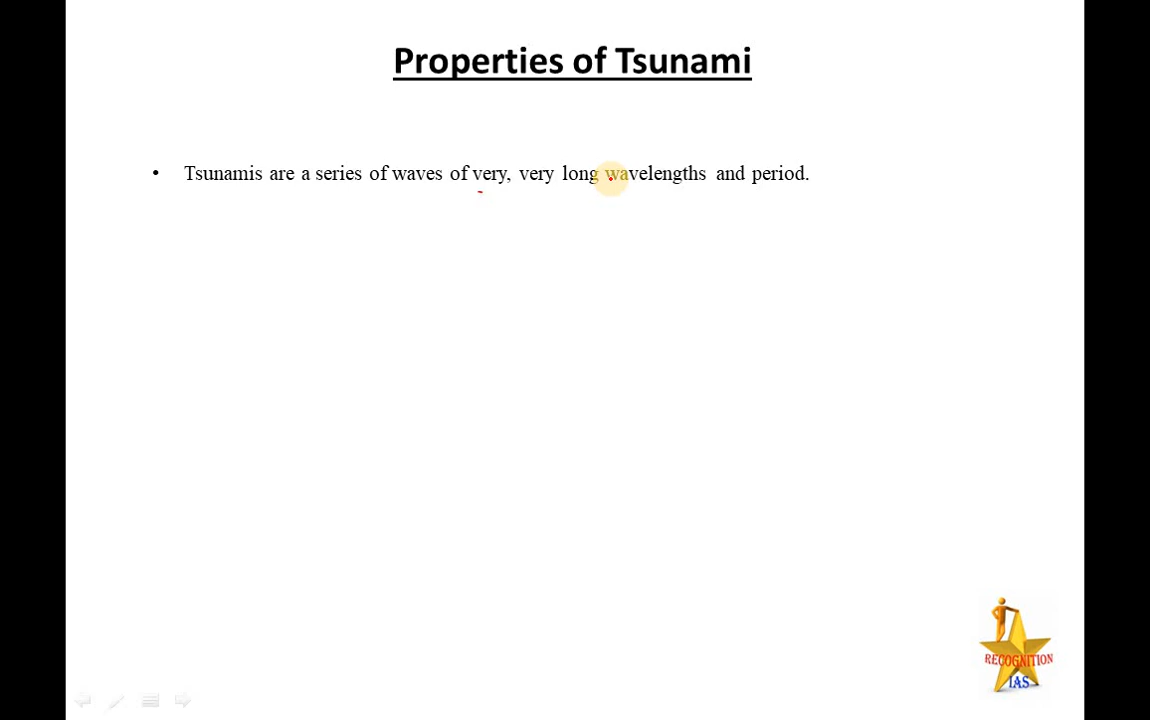 Properties of Tsunami
• Tsunamis are a series of waves of very, very long wavelengths and period.
RECOGNITION
IAS